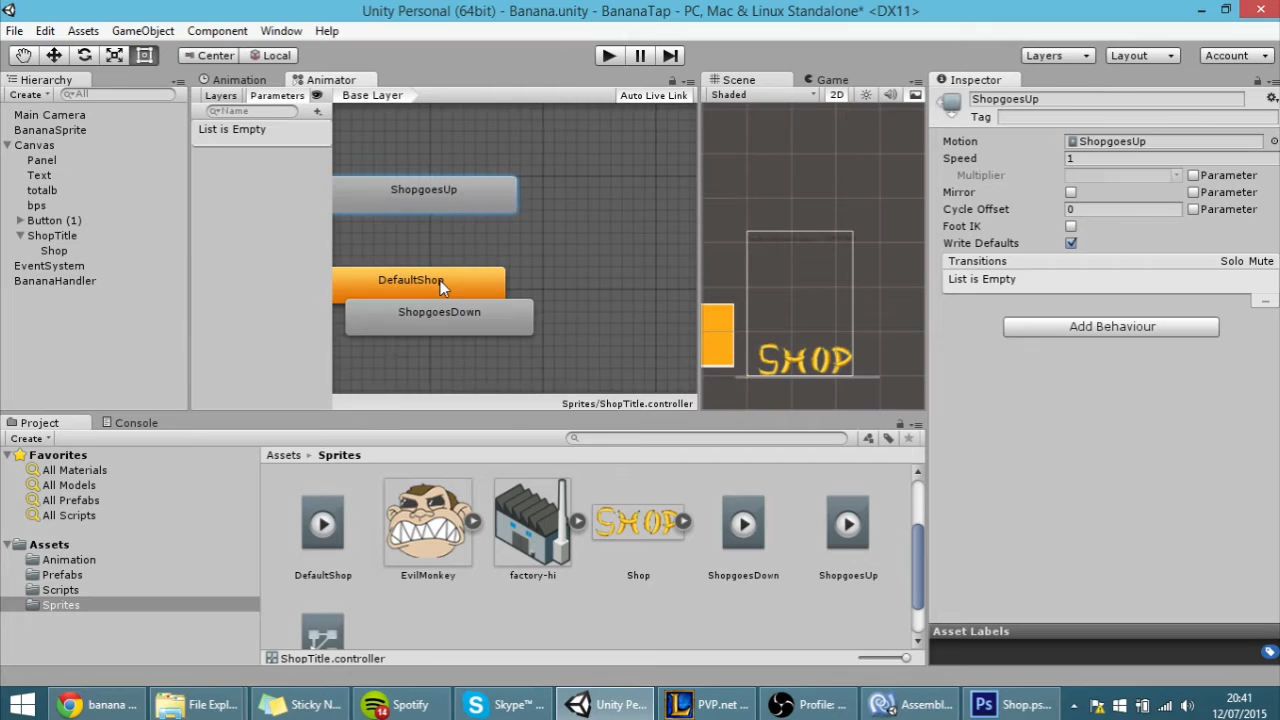 Unity Personal (64bit) - Banana.unity - BananaTap - PC, Mac & Linux Standalone* <DX11>
File Edit Assets GameObject Component Window Help
Center Local Layers Layout Account
Hierarchy Animation Animator Scene Game Inspector
Create All Layers Parameters Base Layer Auto Live Link Shaded 2D ShopgoesUp
Name Tag
Main Camera
BananaSprite
Canvas
Panel
Text
totalb
bps
Button (1)
ShopTitle
Shop
EventSystem
BananaHandler
List is Empty
ShopgoesUp
DefaultShop
ShopgoesDown
Sprites/ShopTitle.controller
SHOP
Motion ShopgoesUp
Speed 1
Multiplier Parameter
Mirror Parameter
Cycle Offset 0 Parameter
Foot IK
Write Defaults
Transitions Solo Mute
List is Empty
Add Behaviour
Project Console
Create
Favorites
All Materials
All Models
All Prefabs
All Scripts
Assets
Animation
Prefabs
Scripts
Sprites
Assets Sprites
SHOP
DefaultShop EvilMonkey factory-hi Shop ShopgoesDown ShopgoesUp
ShopTitle.controller
Asset Labels
banana ... File Expl... Sticky N... Spotify 14 Skype™ ... Unity Pe... PVP.net ... Profile: ... Assembl... Ps Shop.ps...
20:41
12/07/2015